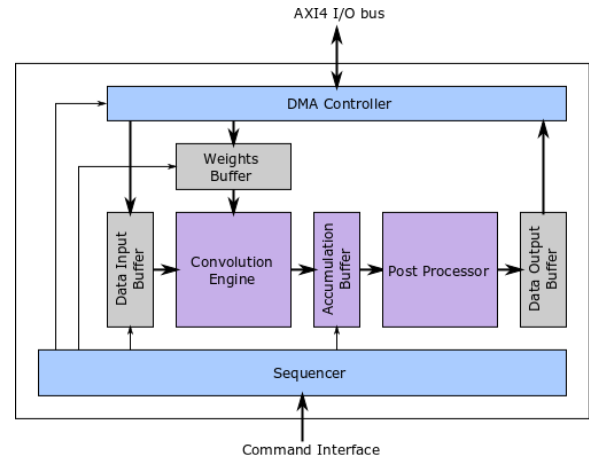 AXI4 I/O bus
DMA Controller
Weights
Buffer
Data Input
Buffer
Convolution
Engine
Accumulation
Buffer
Post Processor
Data Output
Buffer
Sequencer
Command Interface